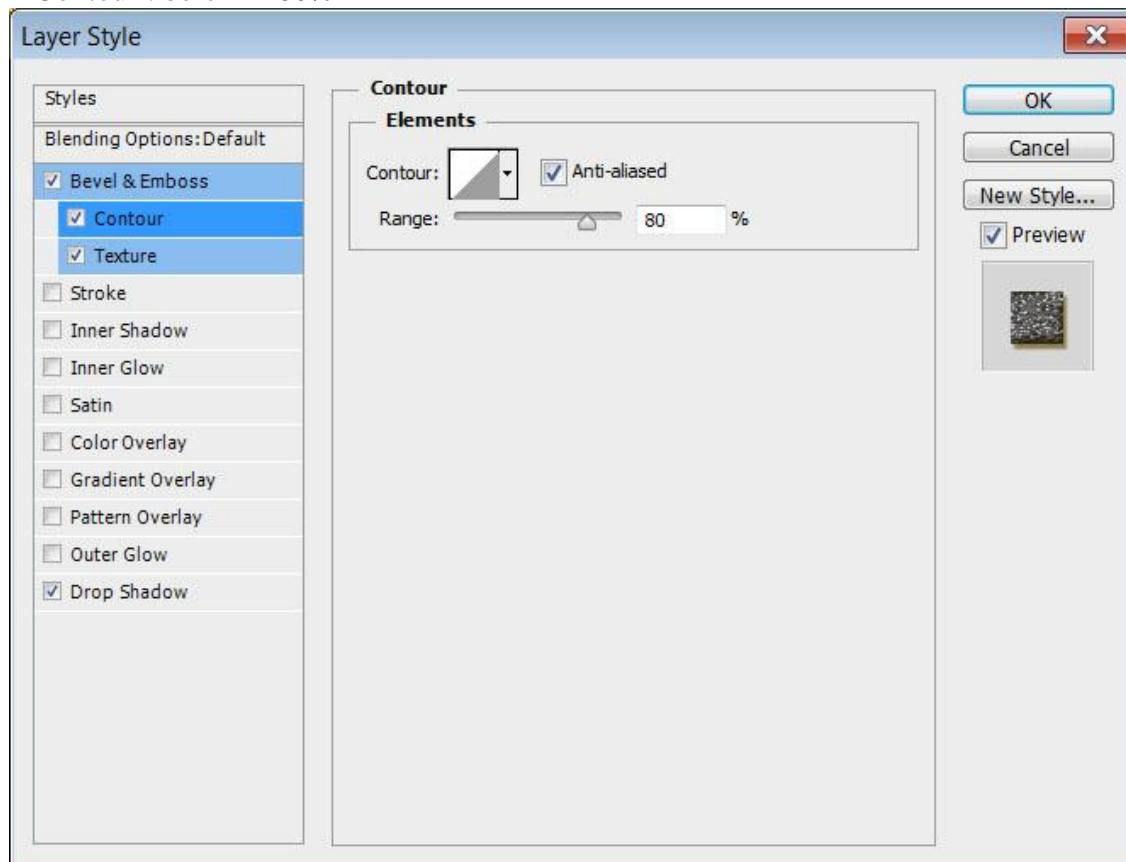 Layer Style
Styles
Blending Options: Default
Bevel & Emboss
Contour
Texture
Stroke
Inner Shadow
Inner Glow
Satin
Color Overlay
Gradient Overlay
Pattern Overlay
Outer Glow
Drop Shadow
Contour
Elements
Contour:
Anti-aliased
Range:
80
%
OK
Cancel
New Style...
Preview